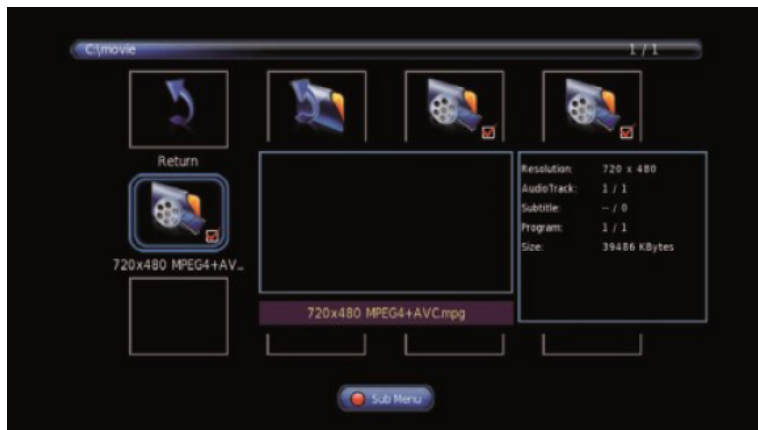 C:\movie 1 / 1
Return
Resolution: 720 x 480
AudioTrack: 1 / 1
Subtitle: -- / 0
Program: 1 / 1
Size: 39486 KBytes
720x480 MPEG4+AV...
720x480 MPEG4+AVC.mpg
Sub Menu